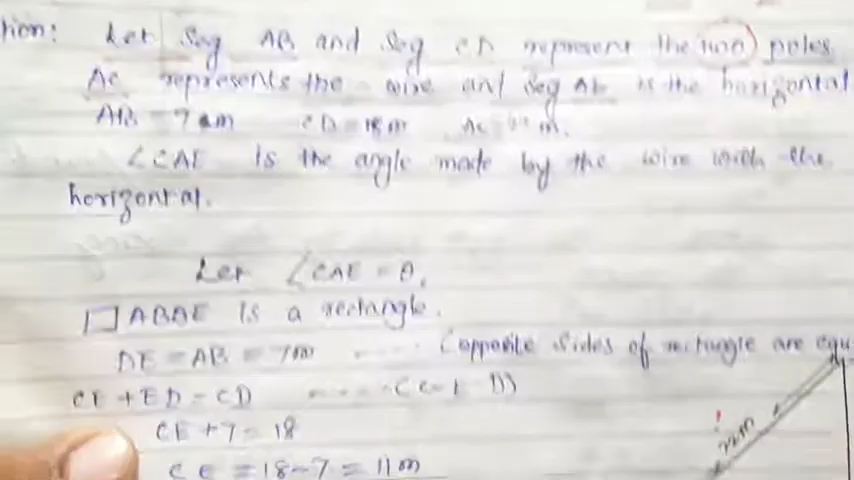 tion: Let Seg AB and Seg CD represent the two poles
AC represents the wire and Seg AE is the horizontal
AB = 7 m CD = 18 m AC = 22 m.
∠CAE is the angle made by the wire with the
horizontal.
Let ∠CAE = θ,
□ ABDE is a rectangle.
DE = AB = 7m ..... (opposite sides of rectangle are equ
CE + ED = CD ..... (C-E-D)
CE + 7 = 18
CE = 18 - 7 = 11 m
22m